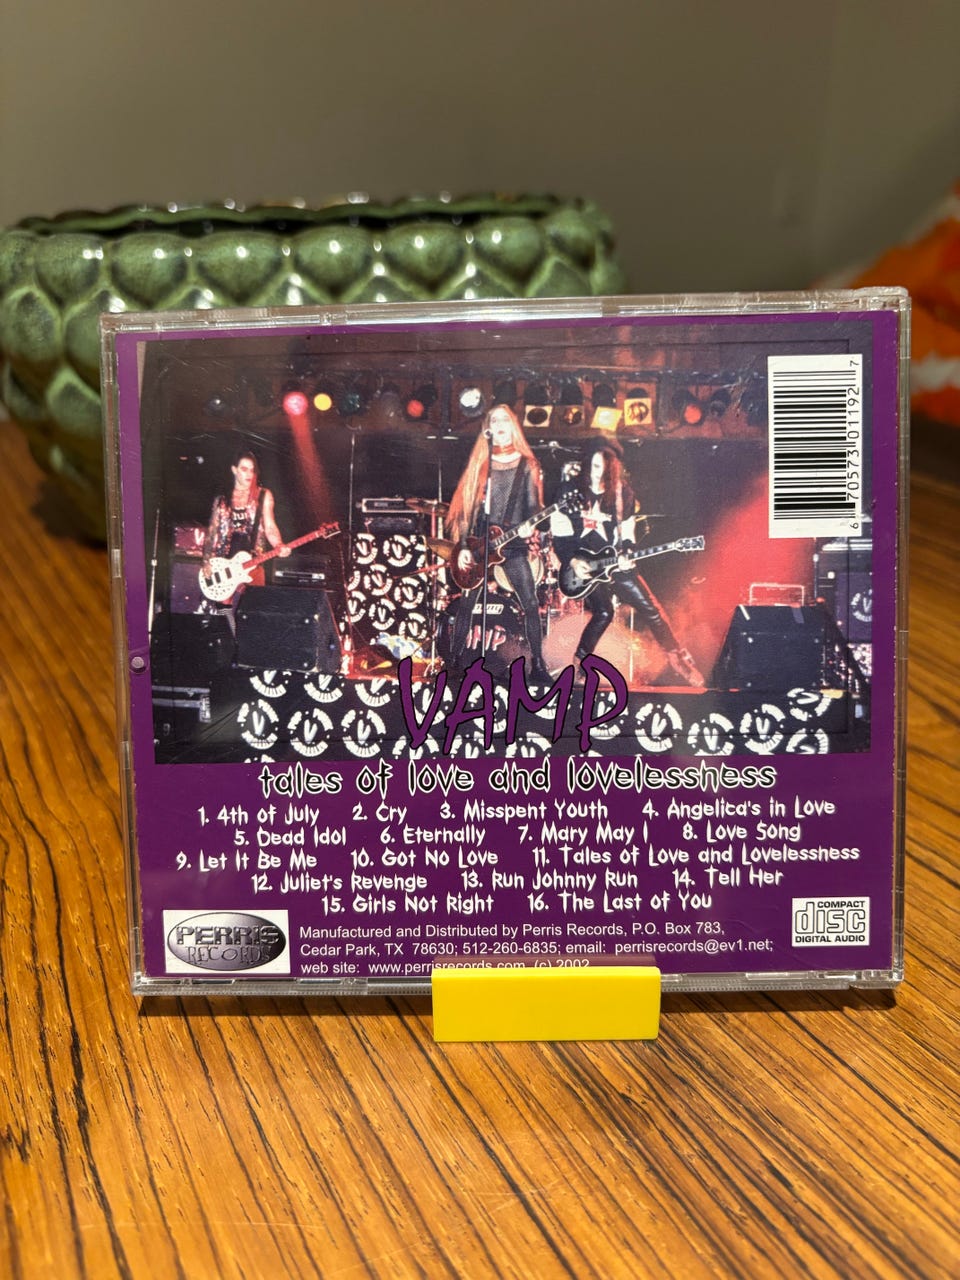 6 70573 01192 7
VAMP
VAMP
tales of love and lovelessness
1. 4th of July 2. Cry 3. Misspent Youth 4. Angelica's in Love
5. Dead Idol 6. Eternally 7. Mary May I 8. Love Song
9. Let It Be Me 10. Got No Love 11. Tales of Love and Lovelessness
12. Juliet's Revenge 13. Run Johnny Run 14. Tell Her
15. Girls Not Right 16. The Last of You
PERRIS
RECORDS
Manufactured and Distributed by Perris Records, P.O. Box 783,
Cedar Park, TX 78630; 512-260-6835; email: perrisrecords@ev1.net;
web site: www.perrisrecords.com (c) 2002
COMPACT
disc
DIGITAL AUDIO